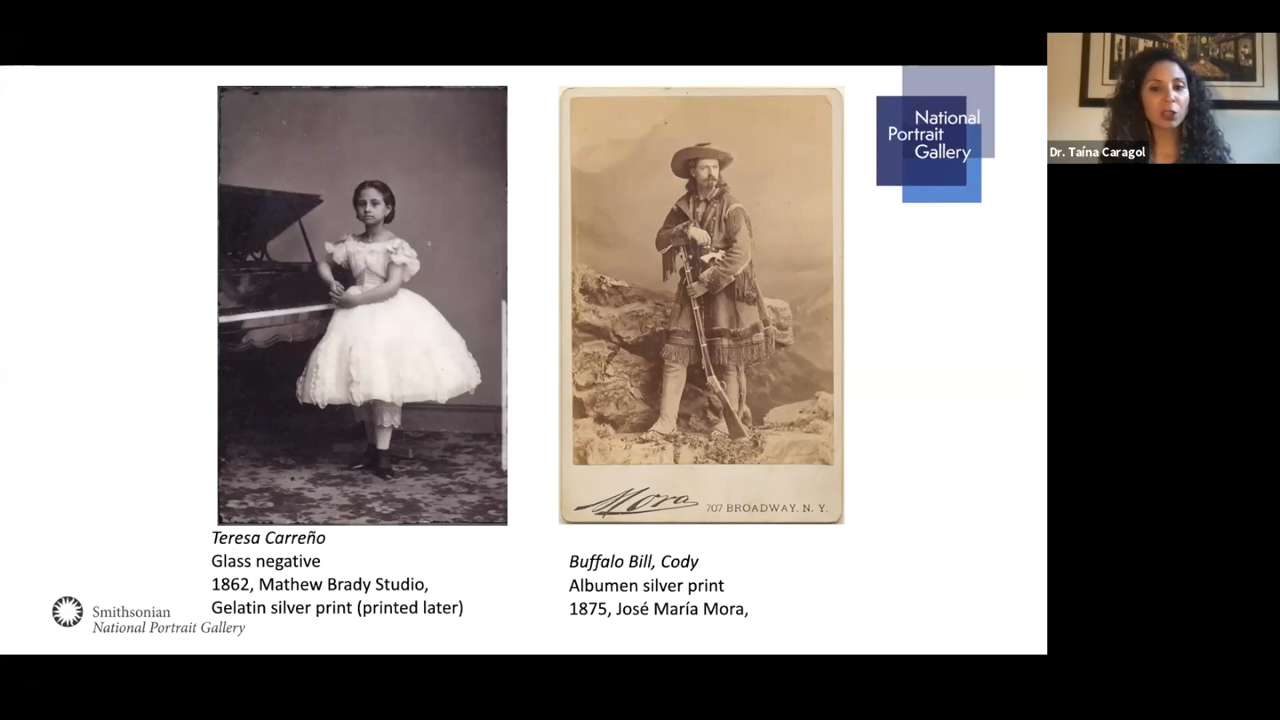 National
Portrait
Gallery
Dr. Taína Caragol
Mora
707 BROADWAY. N. Y.
Teresa Carreño
Glass negative
1862, Mathew Brady Studio,
Gelatin silver print (printed later)
Buffalo Bill, Cody
Albumen silver print
1875, José María Mora,
Smithsonian
National Portrait Gallery